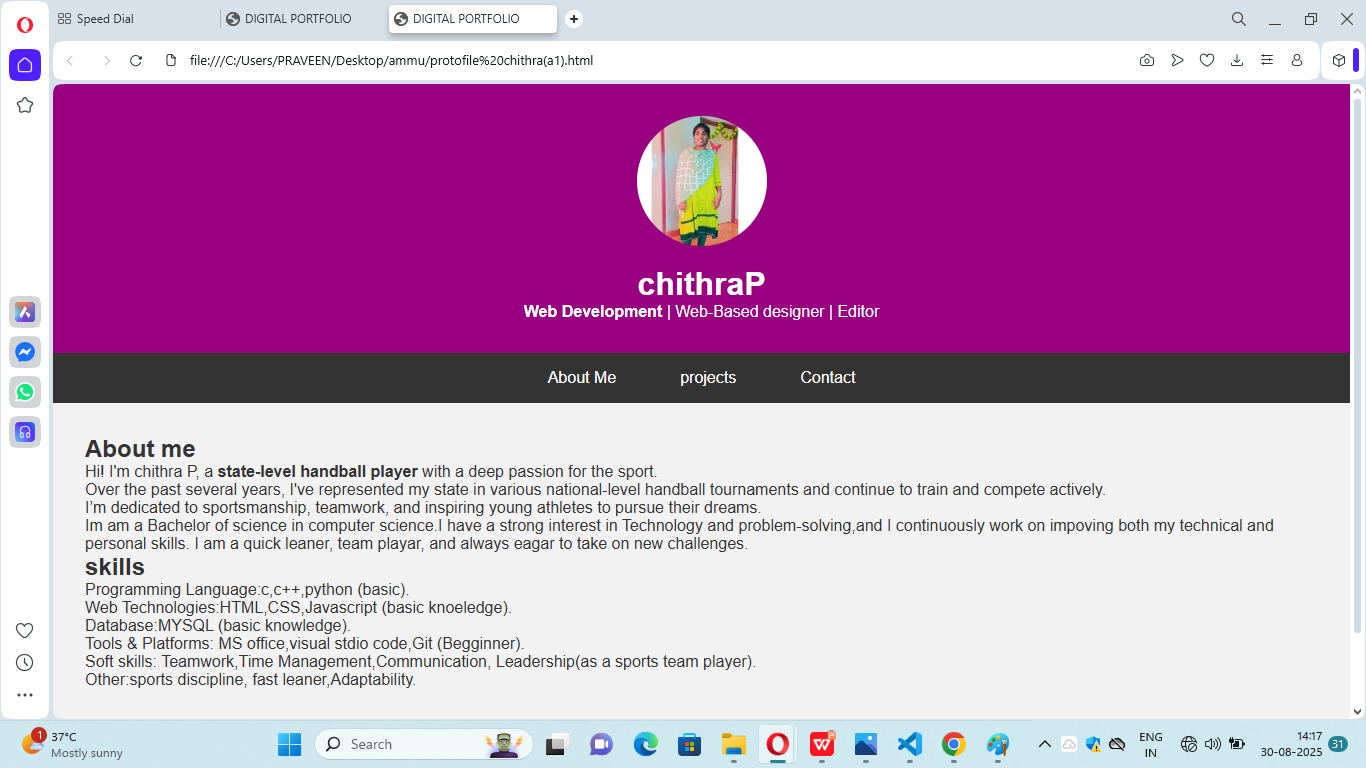 Speed Dial
DIGITAL PORTFOLIO
DIGITAL PORTFOLIO
file:///C:/Users/PRAVEEN/Desktop/ammu/protofile%20chithra(a1).html
chithraP
Web Development | Web-Based designer | Editor
About Me
projects
Contact
About me
Hi! I'm chithra P, a state-level handball player with a deep passion for the sport.
Over the past several years, I've represented my state in various national-level handball tournaments and continue to train and compete actively.
I’m dedicated to sportsmanship, teamwork, and inspiring young athletes to pursue their dreams.
Im am a Bachelor of science in computer science.I have a strong interest in Technology and problem-solving,and I continuously work on impoving both my technical and
personal skills. I am a quick leaner, team playar, and always eagar to take on new challenges.
skills
Programming Language:c,c++,python (basic).
Web Technologies:HTML,CSS,Javascript (basic knoeledge).
Database:MYSQL (basic knowledge).
Tools & Platforms: MS office,visual stdio code,Git (Begginner).
Soft skills: Teamwork,Time Management,Communication, Leadership(as a sports team player).
Other:sports discipline, fast leaner,Adaptability.
1
37°C
Mostly sunny
Search
ENG
IN
14:17
30-08-2025
31